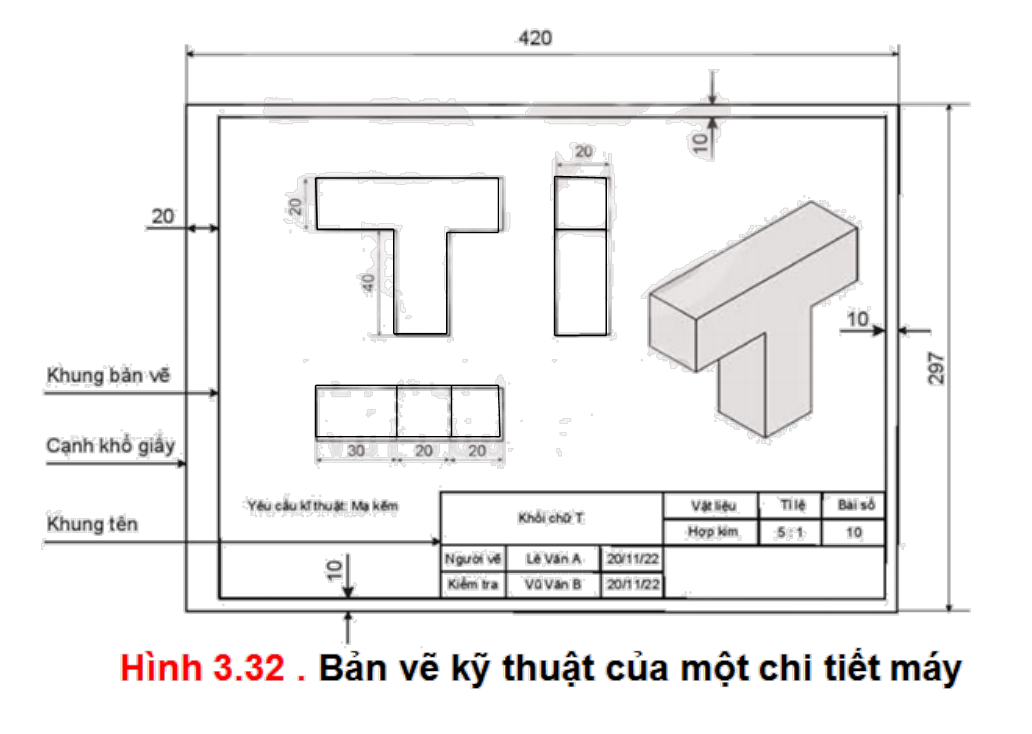 420
10
20
20
20
40
10
297
Khung bản vẽ
Cạnh khổ giấy
30 20 20
Yêu cầu kĩ thuật: Mạ kẽm
Khung tên
Khối chữ T
Vật liệu Tỉ lệ Bài số
Hợp kim 5 : 1 10
Người vẽ Lê Văn A 20/11/22
Kiểm tra Vũ Văn B 20/11/22
10
Hình 3.32 . Bản vẽ kỹ thuật của một chi tiết máy